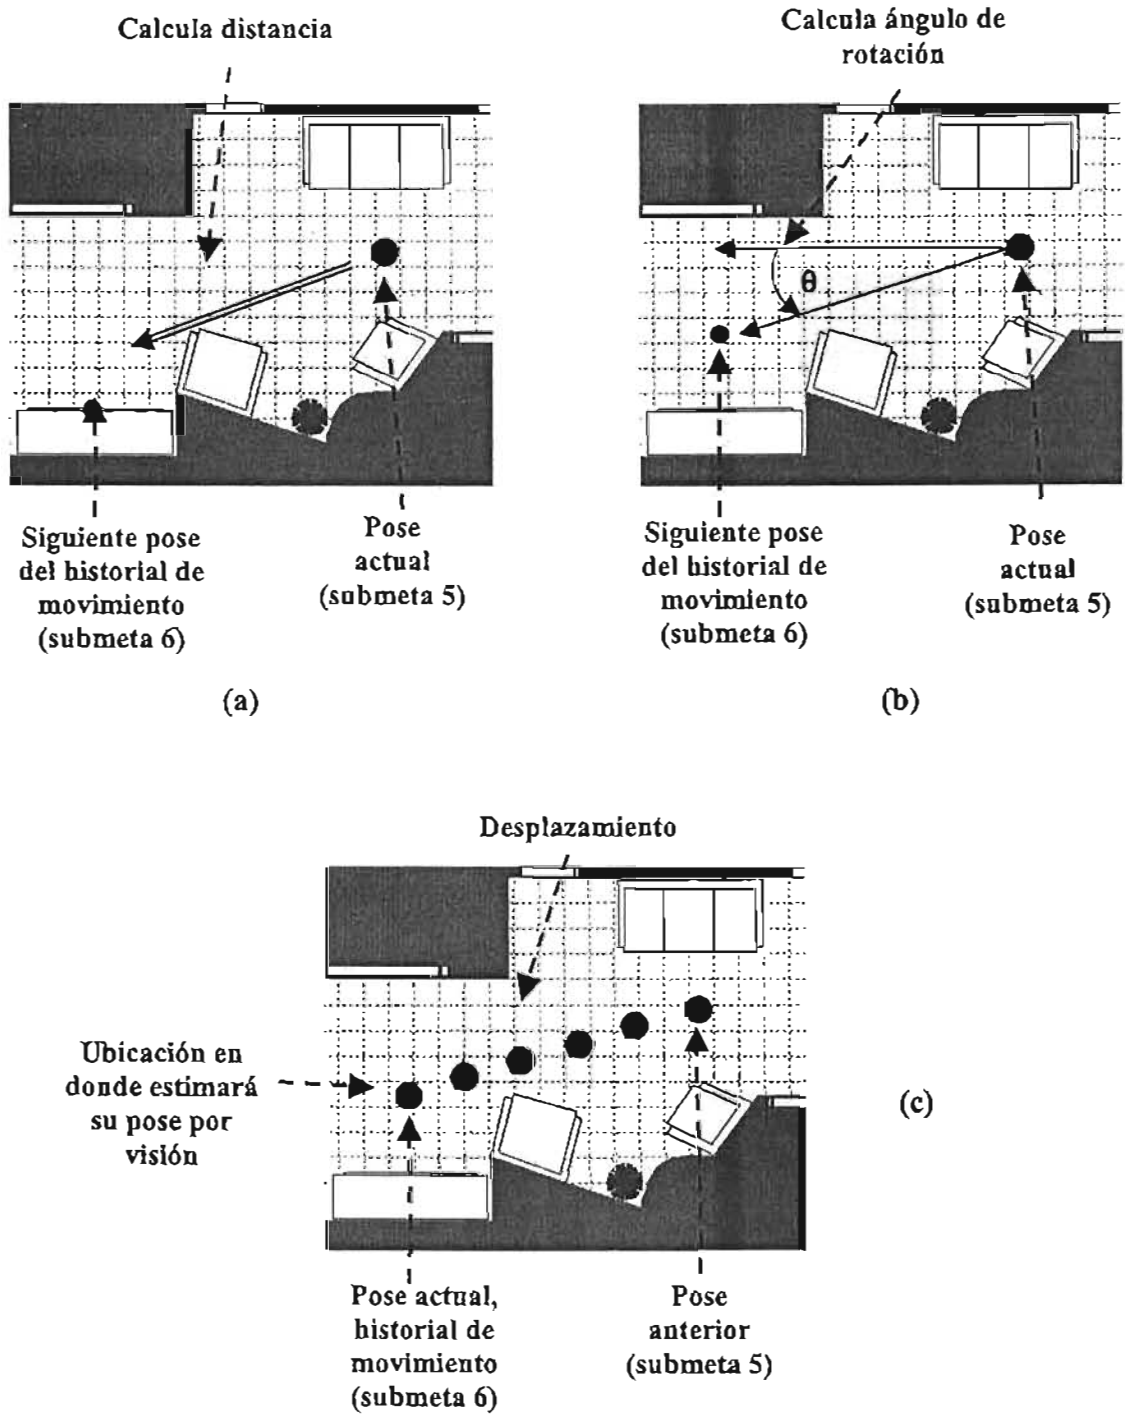 Calcula distancia
Calcula ángulo de
rotación
θ
Siguiente pose
del historial de
movimiento
(submeta 6)
Pose
actual
(submeta 5)
Siguiente pose
del historial de
movimiento
(submeta 6)
Pose
actual
(submeta 5)
(a)
(b)
Desplazamiento
Ubicación en
donde estimará
su pose por
visión
(c)
Pose actual,
historial de
movimiento
(submeta 6)
Pose
anterior
(submeta 5)